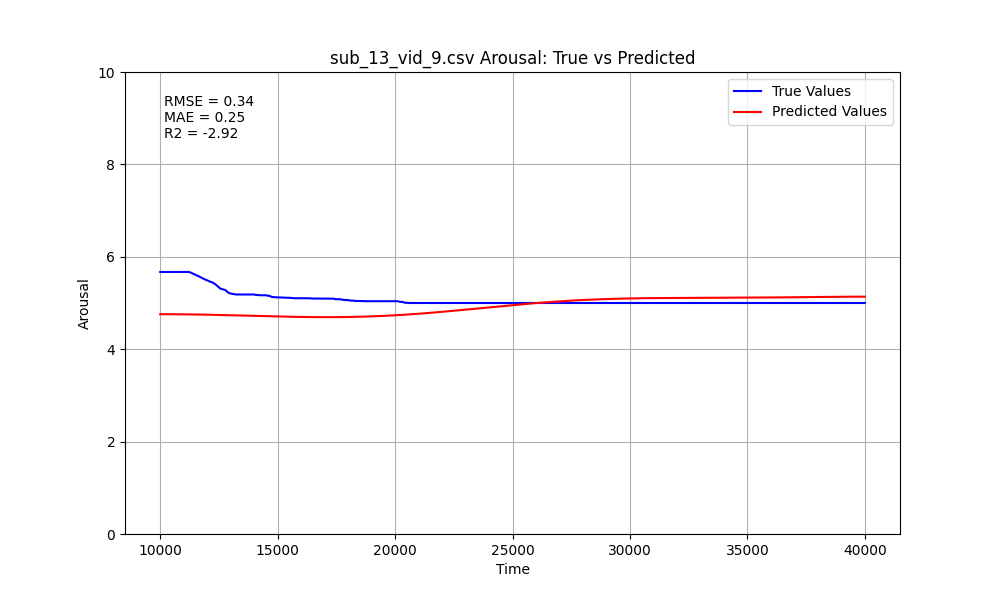 sub_13_vid_9.csv Arousal: True vs Predicted
RMSE = 0.34
MAE = 0.25
R2 = -2.92
True Values
Predicted Values
10
8
6
4
2
0
Arousal
10000
15000
20000
25000
30000
35000
40000
Time